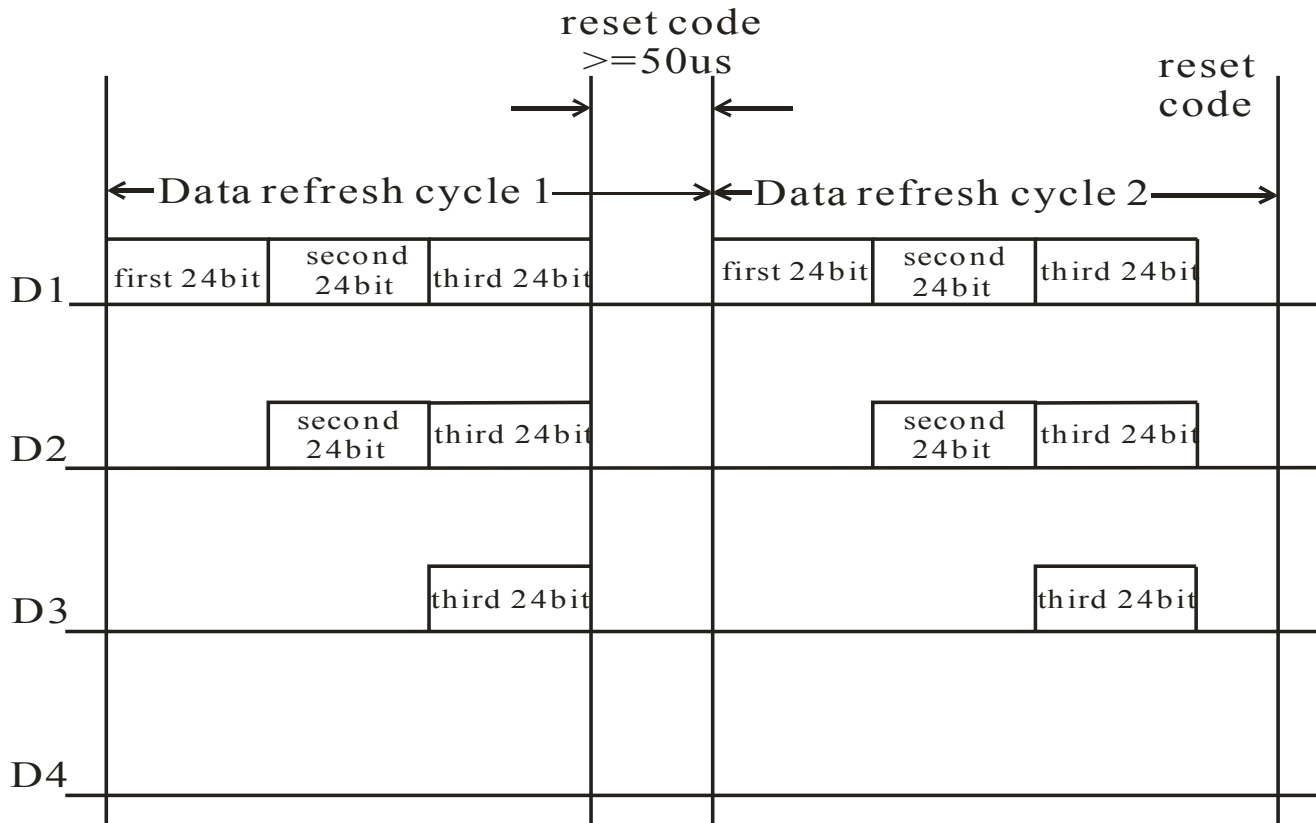 reset code
>=50us
reset
code
Data refresh cycle 1
Data refresh cycle 2
D1
first 24bit
second
24bit
third 24bit
first 24bit
second
24bit
third 24bit
D2
second
24bit
third 24bit
second
24bit
third 24bit
D3
third 24bit
third 24bit
D4